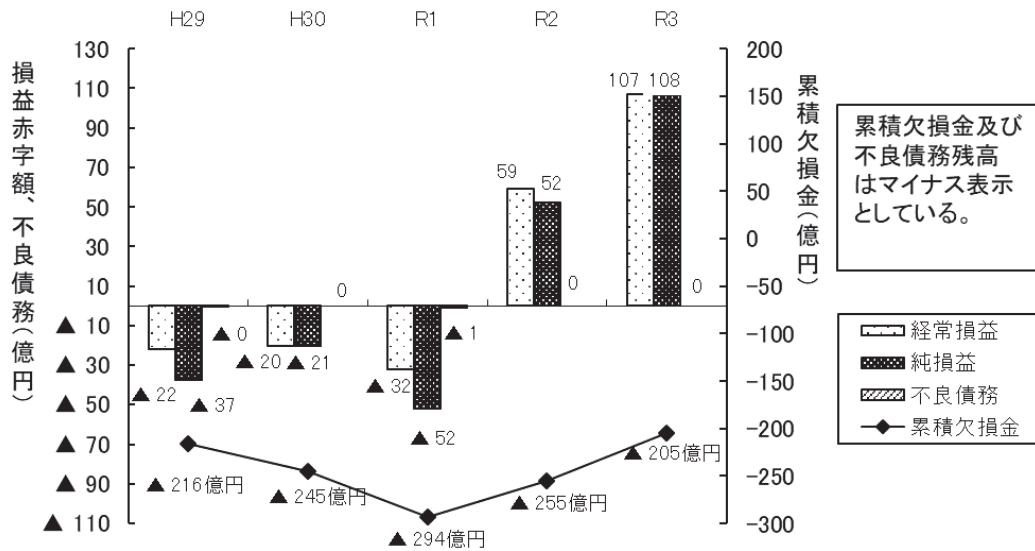 H29 H30 R1 R2 R3
損益赤字額、不良債務(億円)
130
110
90
70
50
30
10
▲ 10
▲ 30
▲ 50
▲ 70
▲ 90
▲ 110
▲ 22
▲ 37
▲ 0
▲ 20
▲ 21
0
▲ 32
▲ 52
▲ 1
59
52
0
107
108
0
▲ 216億円
▲ 245億円
▲ 294億円
▲ 255億円
▲ 205億円
200
150
100
50
0
-50
-100
-150
-200
-250
-300
累積欠損金(億円)
累積欠損金及び
不良債務残高
はマイナス表示
としている。
経常損益
純損益
不良債務
累積欠損金